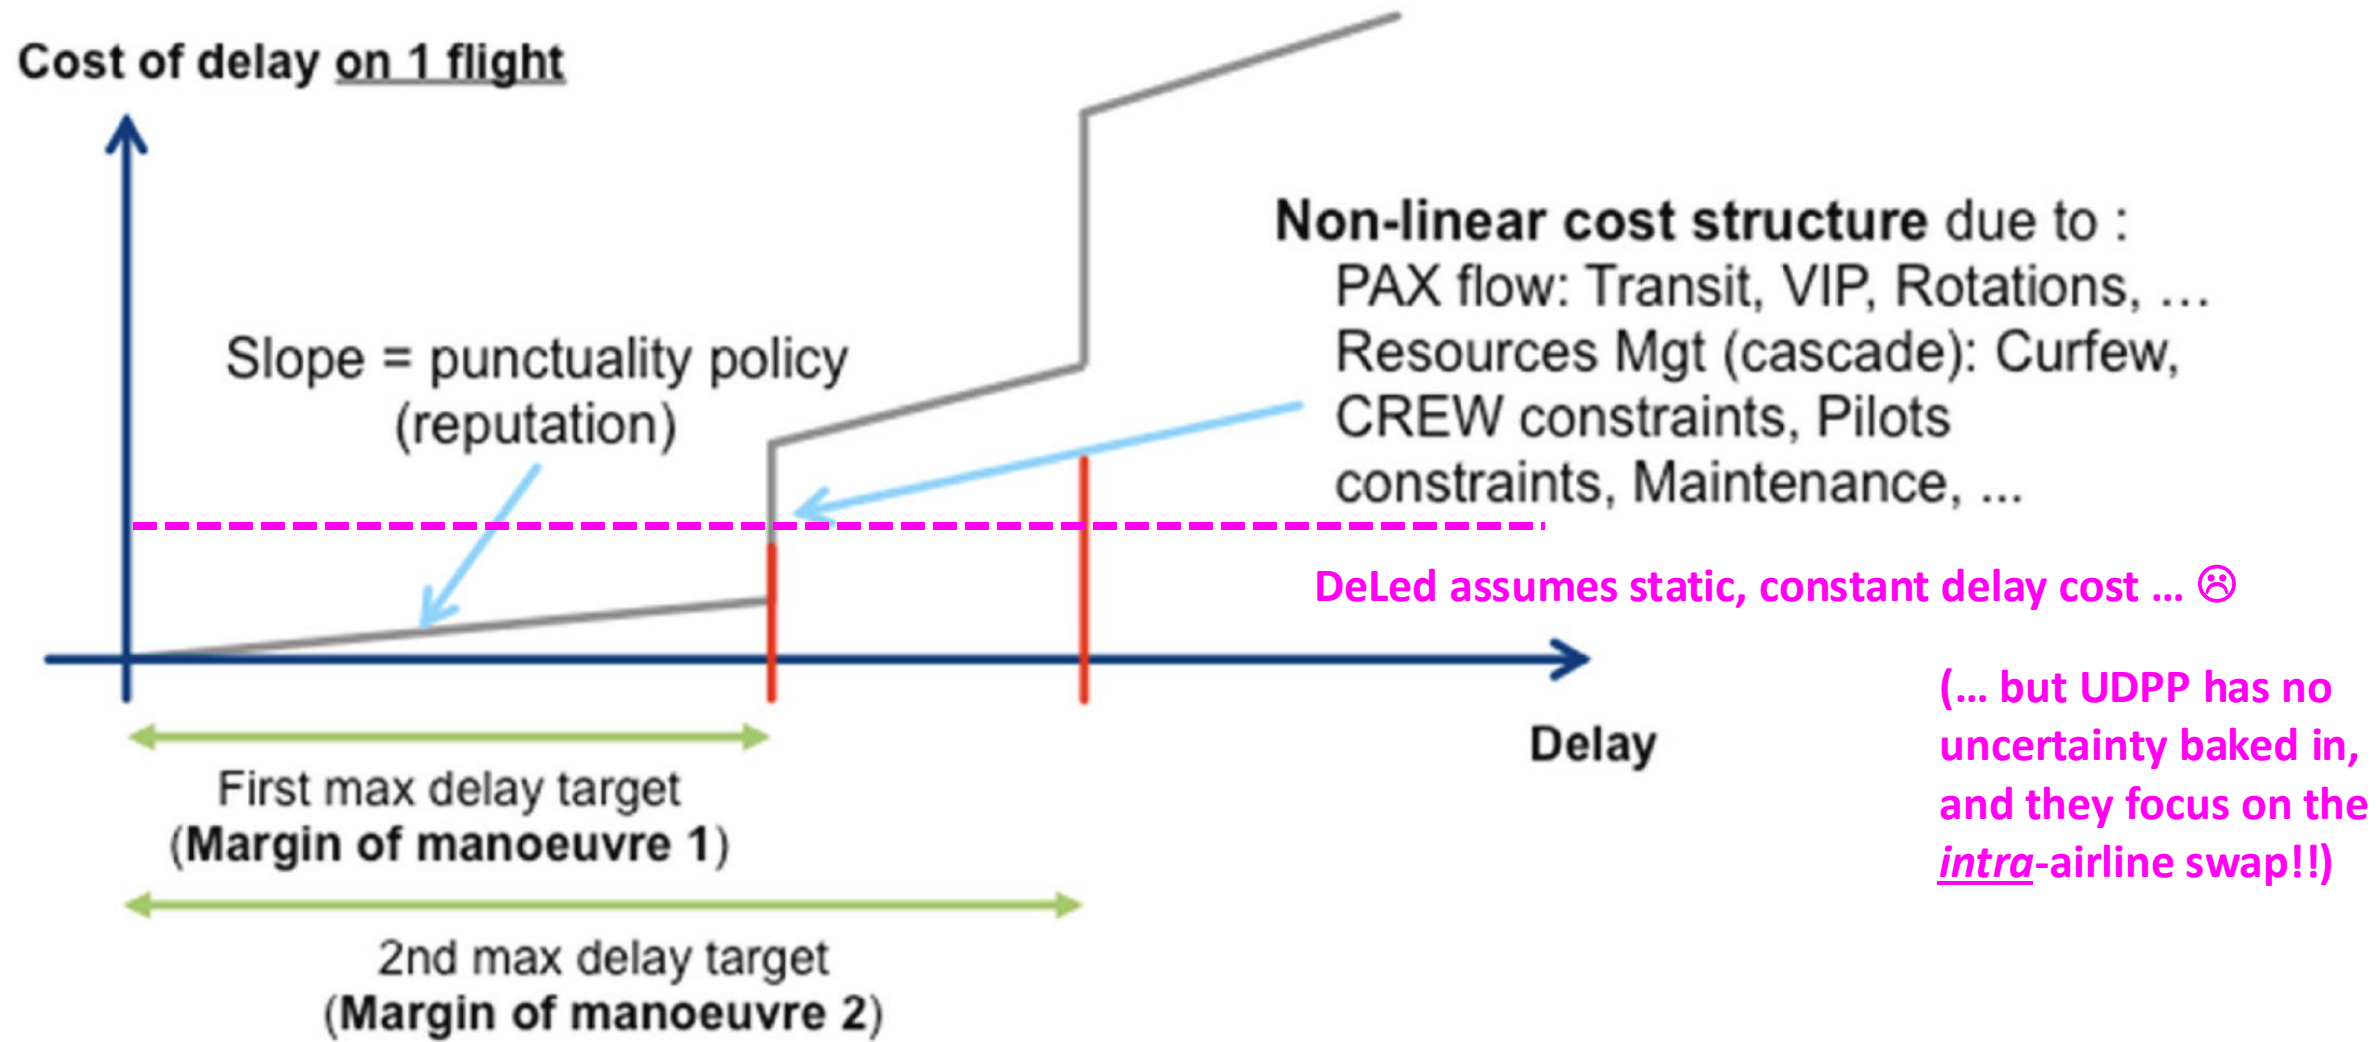 Cost of delay on 1 flight
Non-linear cost structure due to :
PAX flow: Transit, VIP, Rotations, …
Resources Mgt (cascade): Curfew,
CREW constraints, Pilots
constraints, Maintenance, ...
Slope = punctuality policy
(reputation)
DeLed assumes static, constant delay cost … ☹
(… but UDPP has no
uncertainty baked in,
and they focus on the
intra-airline swap!!)
Delay
First max delay target
(Margin of manoeuvre 1)
2nd max delay target
(Margin of manoeuvre 2)